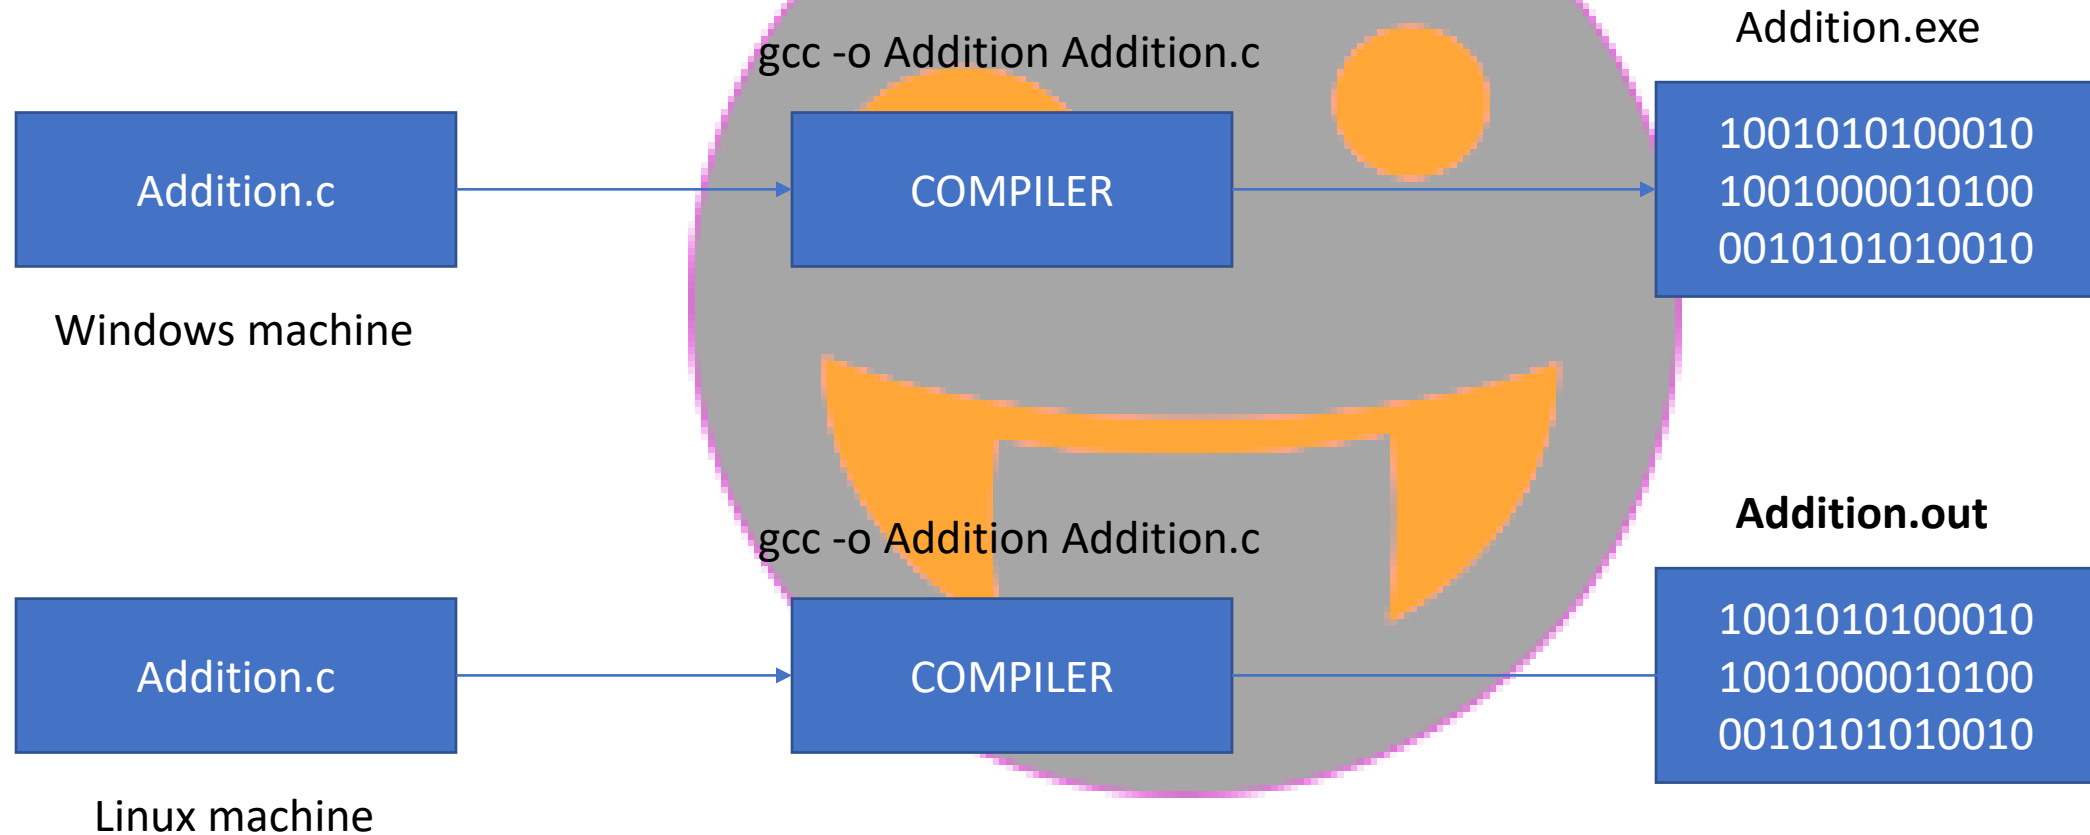 Addition.exe
gcc -o Addition Addition.c
Addition.c
COMPILER
1001010100010
1001000010100
0010101010010
Windows machine
Addition.out
gcc -o Addition Addition.c
Addition.c
COMPILER
1001010100010
1001000010100
0010101010010
Linux machine